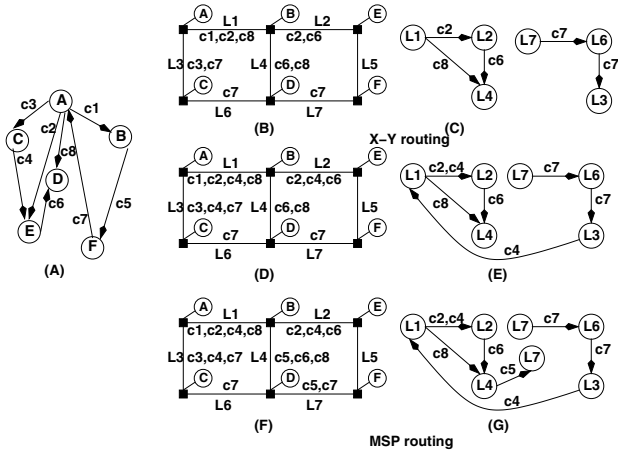 A
B
C
D
E
F
c3
c1
c2
c8
c4
c6
c7
c5
(A)
A L1 B L2 E
c1,c2,c8 c2,c6
L3 c3,c7 L4 c6,c8 L5
C c7 D F
L6 L7
(B)
L1 c2 L2 L7 c7 L6
c8 c6 c7
L4 L3
(C)
X−Y routing
A L1 B L2 E
c1,c2,c4,c8 c2,c4,c6
L3 c3,c4,c7 L4 c6,c8 L5
C c7 D c7 F
L6 L7
(D)
L1 c2,c4 L2 L7 c7 L6
c8 c6 c7
L4 L3
c4
(E)
A L1 B L2 E
c1,c2,c4,c8 c2,c4,c6
L3 c3,c4,c7 L4 c5,c6,c8 L5
C c7 D c5,c7 F
L6 L7
(F)
L1 c2,c4 L2 L7 c7 L6
c8 c6 L7 c7
c5
L4 L3
c4
(G)
MSP routing